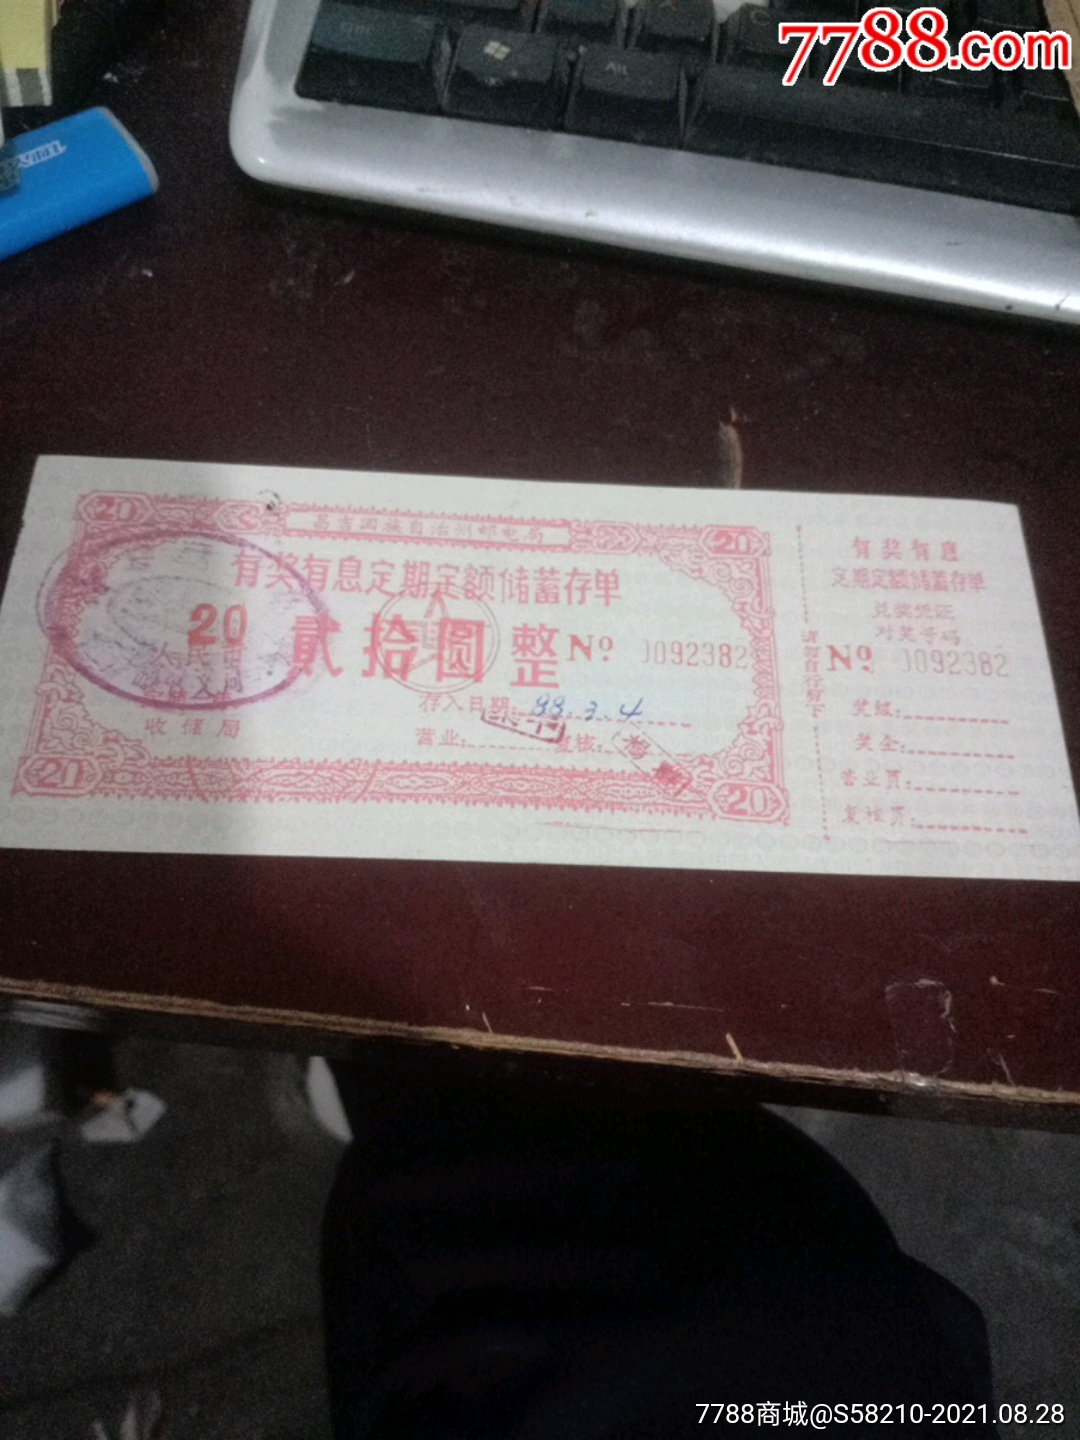 7788.com
Alt
20
20
昌吉回族自治州邮电局
有奖有息定期定额储蓄存单
20
人民币
贰拾圆整
№ 0092382
存入日期: 88.3.4
收储局
营业:
复核:
20
20
请勿自行剪下
有奖有息
定期定额储蓄存单
兑奖凭证
对奖号码
№ 0092382
奖级:
奖金:
营业员:
复核员:
7788商城@S58210-2021.08.28